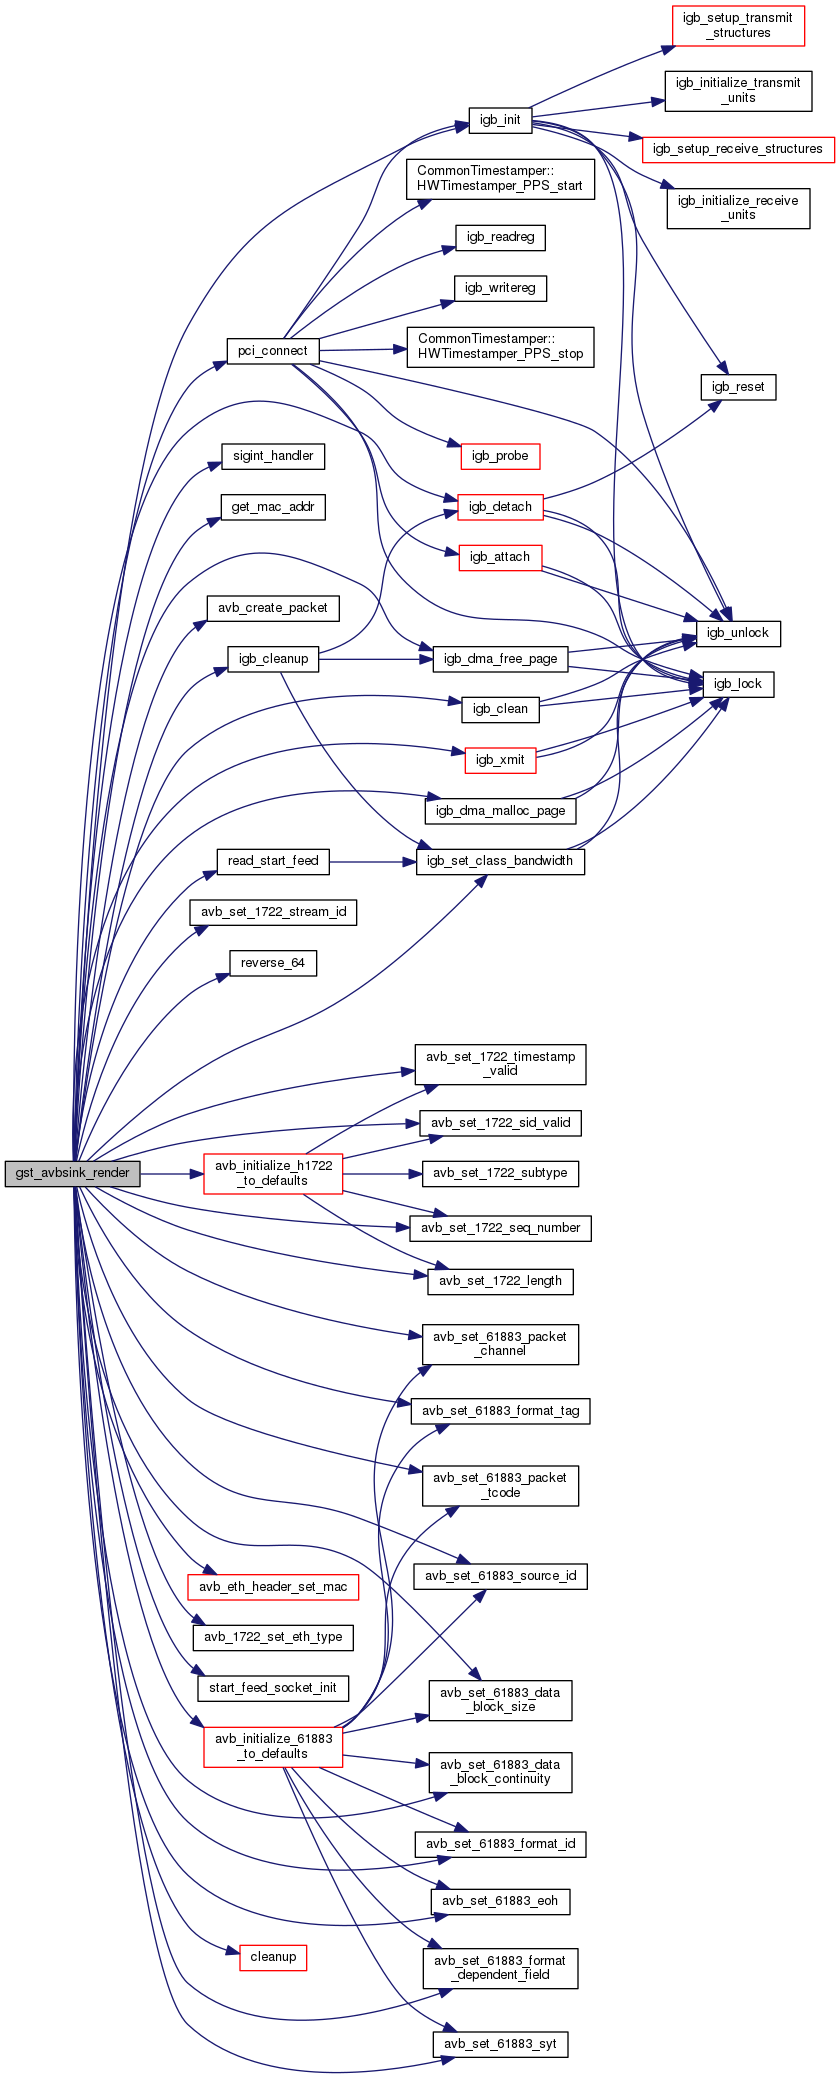 igb_setup_transmit
_structures
igb_initialize_transmit
_units
igb_init
igb_setup_receive_structures
CommonTimestamper::
HWTimestamper_PPS_start
igb_initialize_receive
_units
igb_readreg
igb_writereg
pci_connect
CommonTimestamper::
HWTimestamper_PPS_stop
igb_reset
sigint_handler
igb_probe
get_mac_addr
igb_detach
igb_attach
avb_create_packet
igb_unlock
igb_cleanup
igb_dma_free_page
igb_lock
igb_clean
igb_xmit
igb_dma_malloc_page
read_start_feed
igb_set_class_bandwidth
avb_set_1722_stream_id
reverse_64
avb_set_1722_timestamp
_valid
avb_set_1722_sid_valid
gst_avbsink_render
avb_initialize_h1722
_to_defaults
avb_set_1722_subtype
avb_set_1722_seq_number
avb_set_1722_length
avb_set_61883_packet
_channel
avb_set_61883_format_tag
avb_set_61883_packet
_tcode
avb_eth_header_set_mac
avb_set_61883_source_id
avb_1722_set_eth_type
start_feed_socket_init
avb_set_61883_data
_block_size
avb_initialize_61883
_to_defaults
avb_set_61883_data
_block_continuity
avb_set_61883_format_id
avb_set_61883_eoh
cleanup
avb_set_61883_format
_dependent_field
avb_set_61883_syt